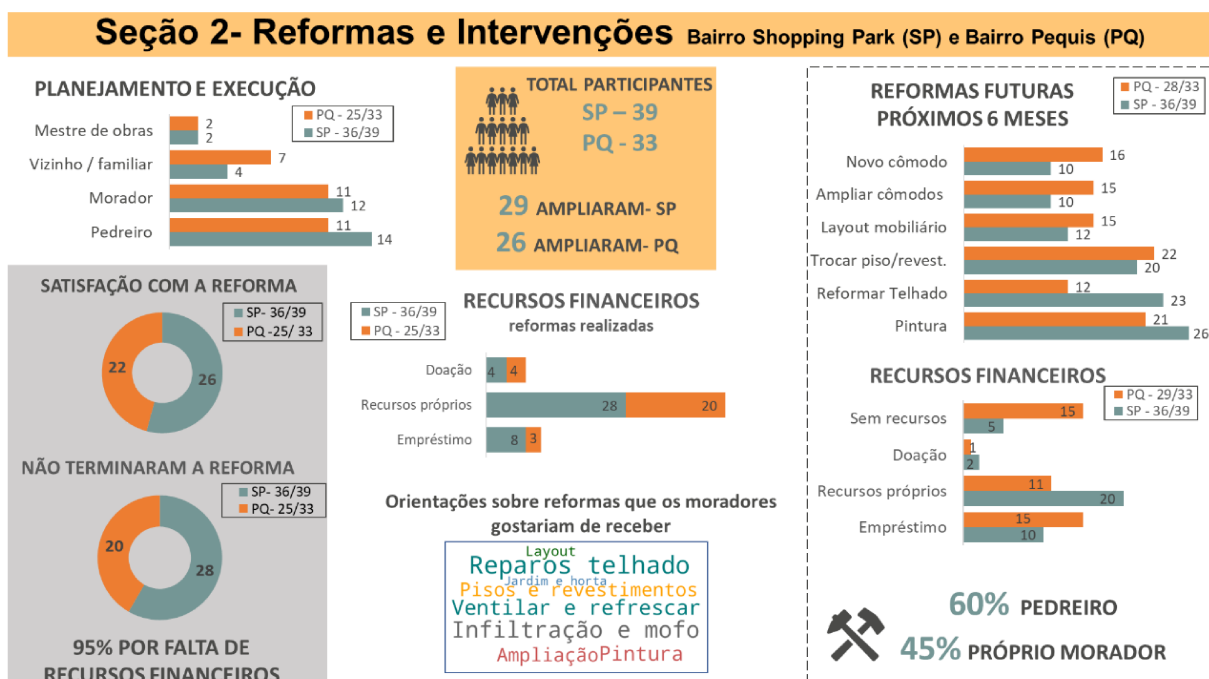 Seção 2- Reformas e Intervenções Bairro Shopping Park (SP) e Bairro Pequis (PQ)
PLANEJAMENTO E EXECUÇÃO
PQ - 25/33
SP - 36/39
Mestre de obras
2
2
Vizinho / familiar
7
4
Morador
11
12
Pedreiro
11
14
SATISFAÇÃO COM A REFORMA
SP- 36/39
PQ -25/ 33
22
26
NÃO TERMINARAM A REFORMA
SP- 36/39
PQ- 25/33
20
28
95% POR FALTA DE
RECURSOS FINANCEIROS
TOTAL PARTICIPANTES
SP – 39
PQ - 33
29 AMPLIARAM- SP
26 AMPLIARAM- PQ
RECURSOS FINANCEIROS
reformas realizadas
SP - 36/39
PQ - 25/33
Doação
4 4
Recursos próprios
28 20
Empréstimo
8 3
Orientações sobre reformas que os moradores
gostariam de receber
Layout
Reparos telhado
Jardim e horta
Pisos e revestimentos
Ventilar e refrescar
Infiltração e mofo
Ampliação Pintura
REFORMAS FUTURAS
PRÓXIMOS 6 MESES
PQ - 28/33
SP - 36/39
Novo cômodo
16
10
Ampliar cômodos
15
10
Layout mobiliário
15
12
Trocar piso/revest.
22
20
Reformar Telhado
12
23
Pintura
21
26
RECURSOS FINANCEIROS
PQ - 29/33
SP - 36/39
Sem recursos
15
5
Doação
1
2
Recursos próprios
11
20
Empréstimo
15
10
60% PEDREIRO
45% PRÓPRIO MORADOR